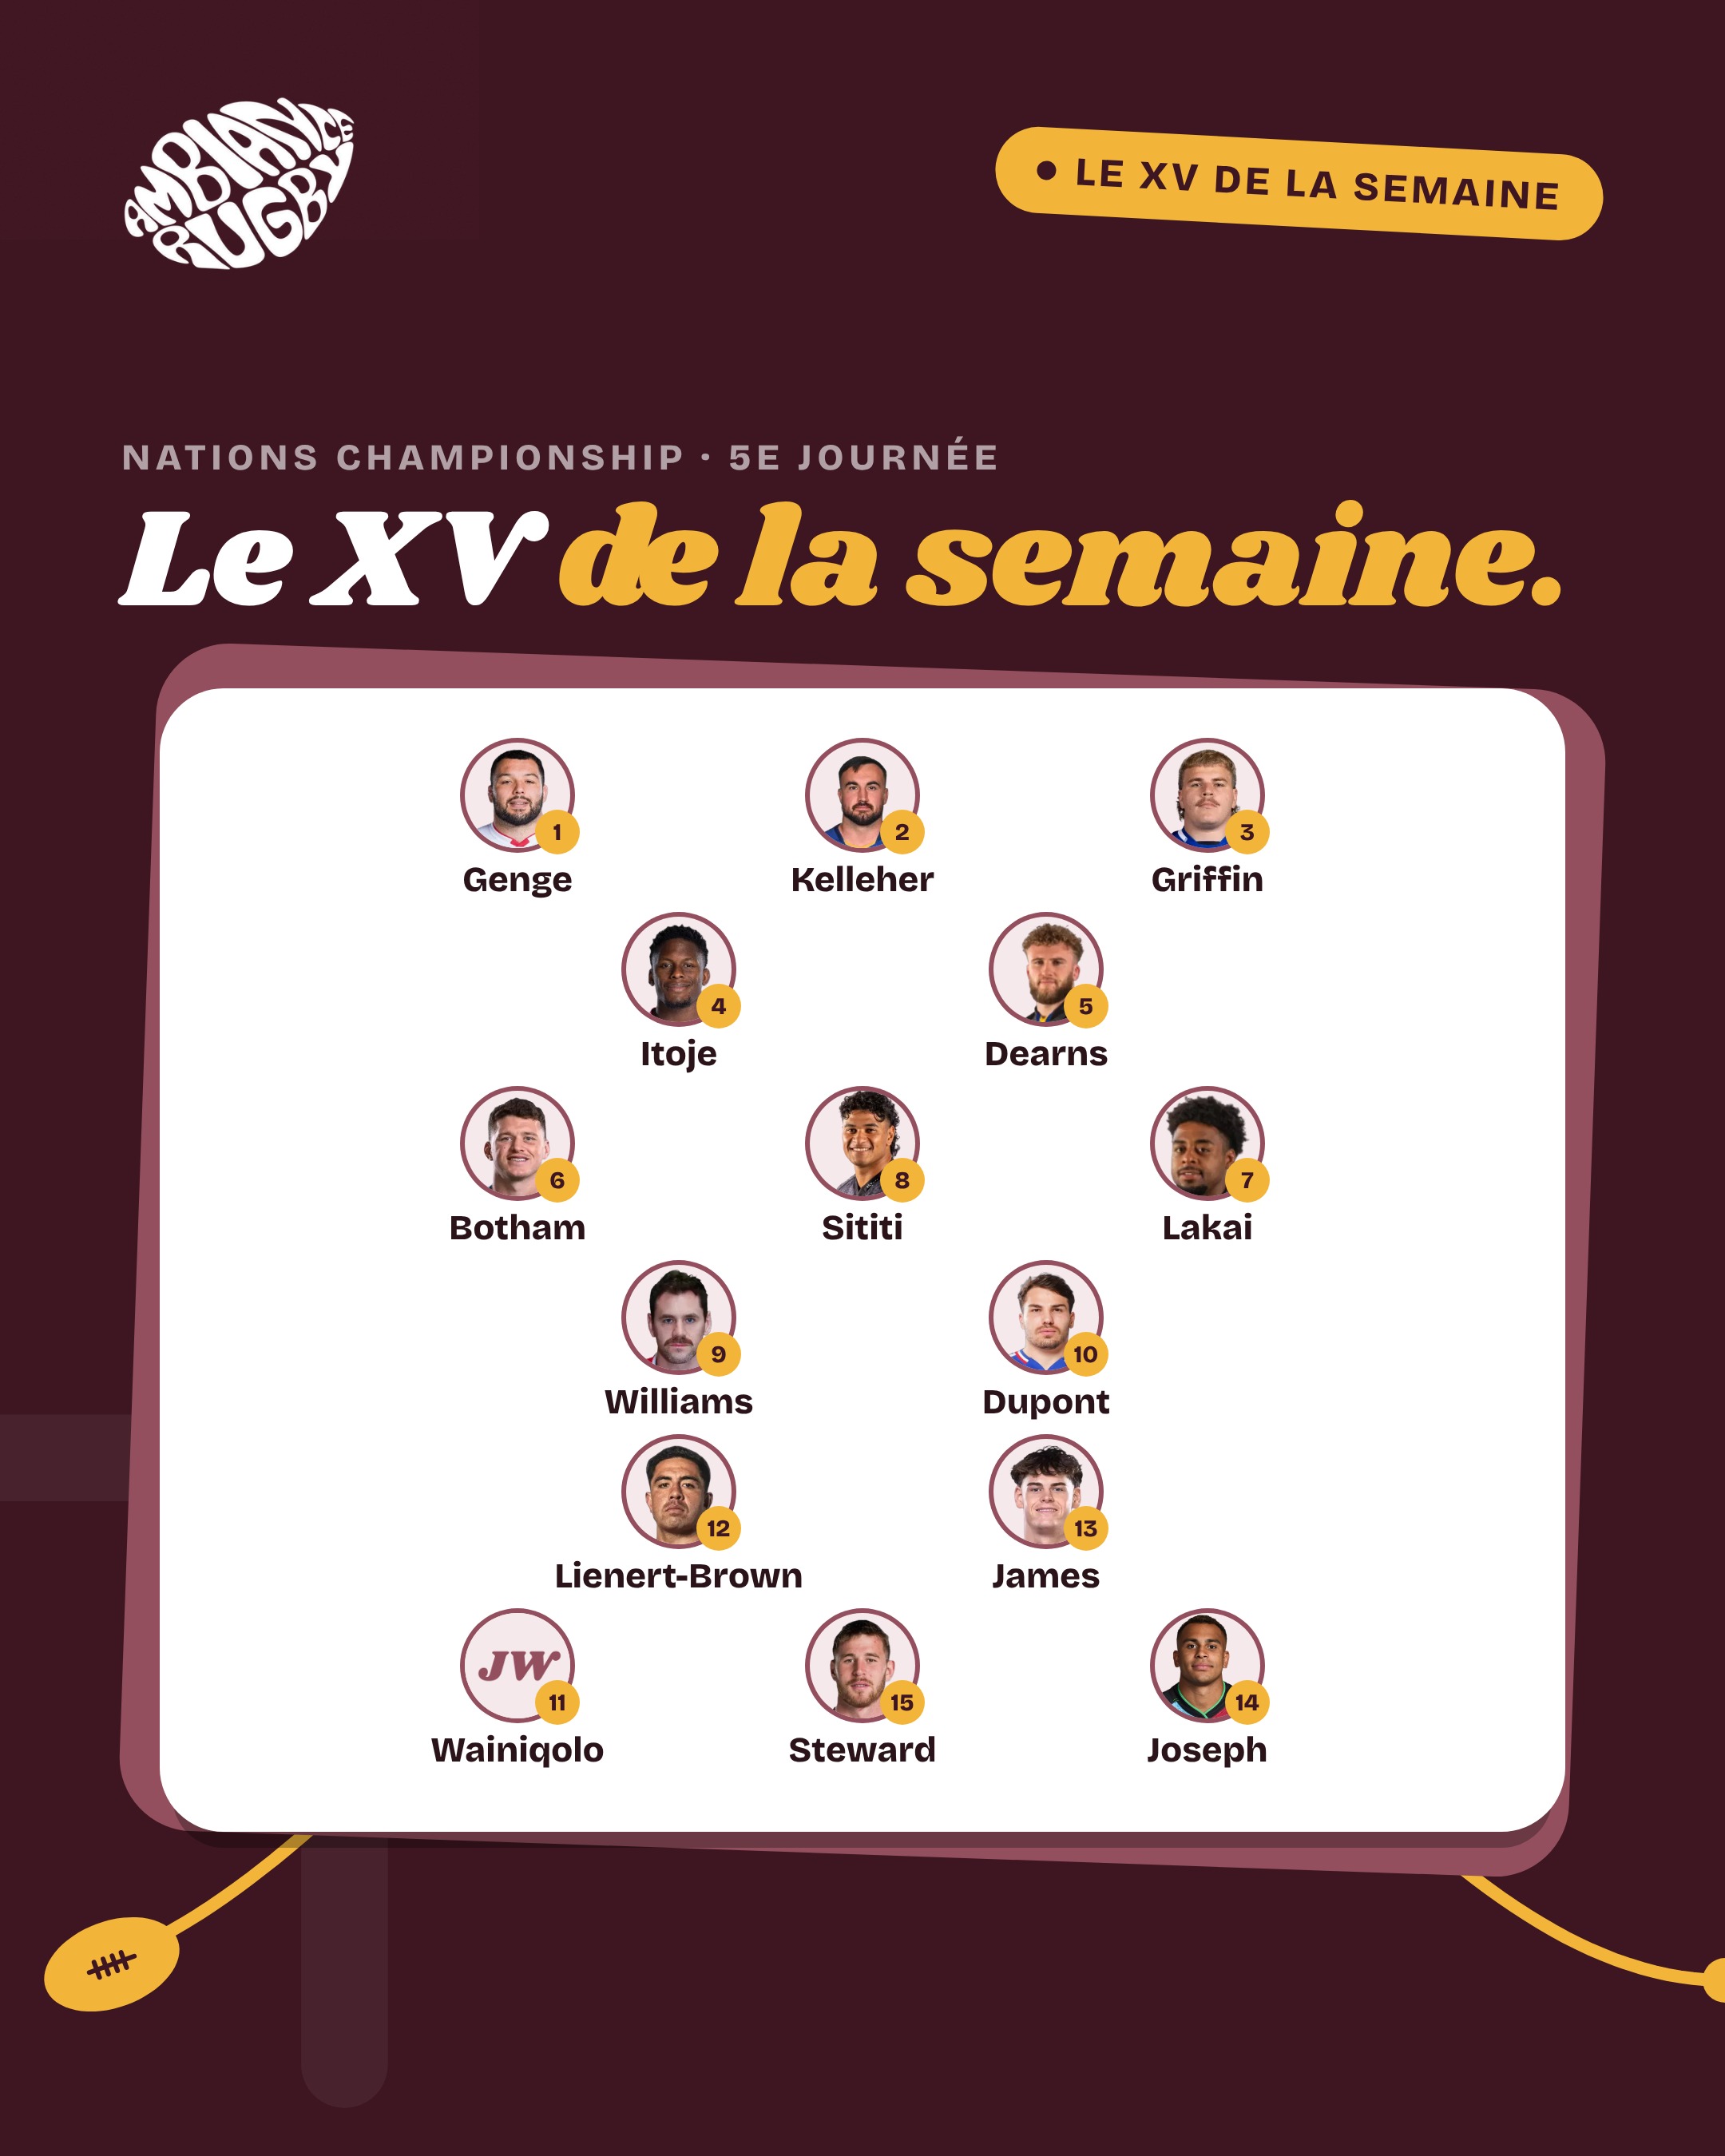 AMBIANCE
RUGBY
• LE XV DE LA SEMAINE
NATIONS CHAMPIONSHIP · 5E JOURNÉE
Le XV de la semaine.
1 2 3
Genge Kelleher Griffin
4 5
Itoje Dearns
6 8 7
Botham Sititi Lakai
9 10
Williams Dupont
12 13
Lienert-Brown James
JW
11 15 14
Wainiqolo Steward Joseph